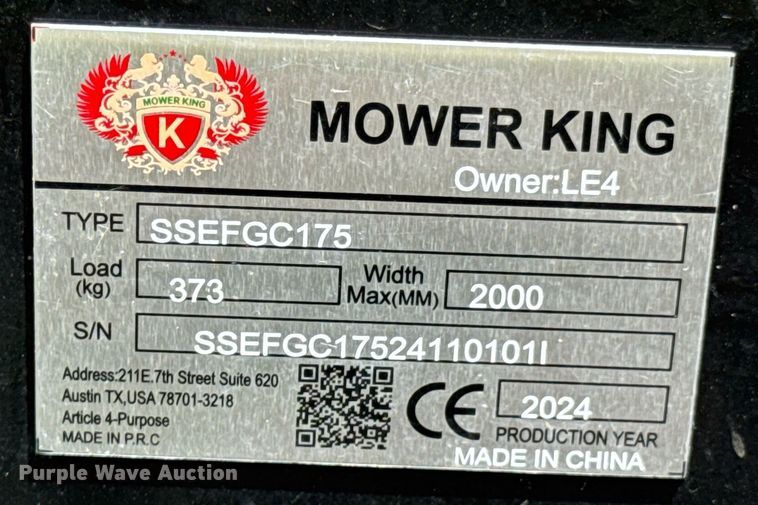 MOWER KING
K
MOWER KING
Owner:LE4
TYPE SSEFGC175
Load (kg) 373 Width Max(MM) 2000
S/N SSEFGC17524110101I
Address:211E.7th Street Suite 620
Austin TX,USA 78701-3218
Article 4-Purpose
MADE IN P.R.C
CE
2024
PRODUCTION YEAR
MADE IN CHINA
Purple Wave Auction